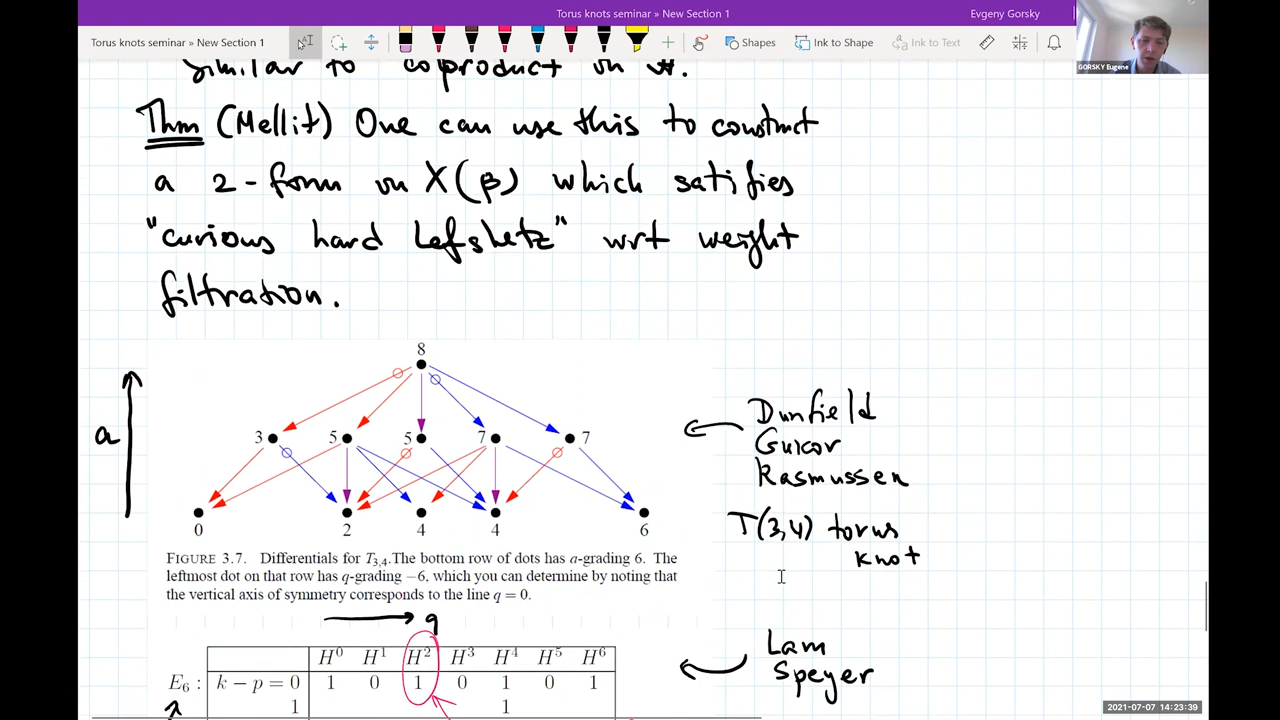 Torus knots seminar » New Section 1
Evgeny Gorsky
Torus knots seminar » New Section 1
Shapes
Ink to Shape
Ink to Text
GORSKY Eugene
similar to coproduct on A.
Thm (Mellit) One can use this to construct
a 2-form on X(β) which satifies
"curious hard Lefshetz" wrt weight
filtration.
8
3 5 5 7 7
a
0 2 4 4 6
Dunfield
Gukov
Rasmussen
T(3,4) torus
knot
FIGURE 3.7. Differentials for T3,4.The bottom row of dots has a-grading 6. The
leftmost dot on that row has q-grading −6, which you can determine by noting that
the vertical axis of symmetry corresponds to the line q = 0.
q
Lam
Speyer
H0 H1 H2 H3 H4 H5 H6
E6 : k − p = 0 1 0 1 0 1 0 1
1 1
2021-07-07 14:23:39